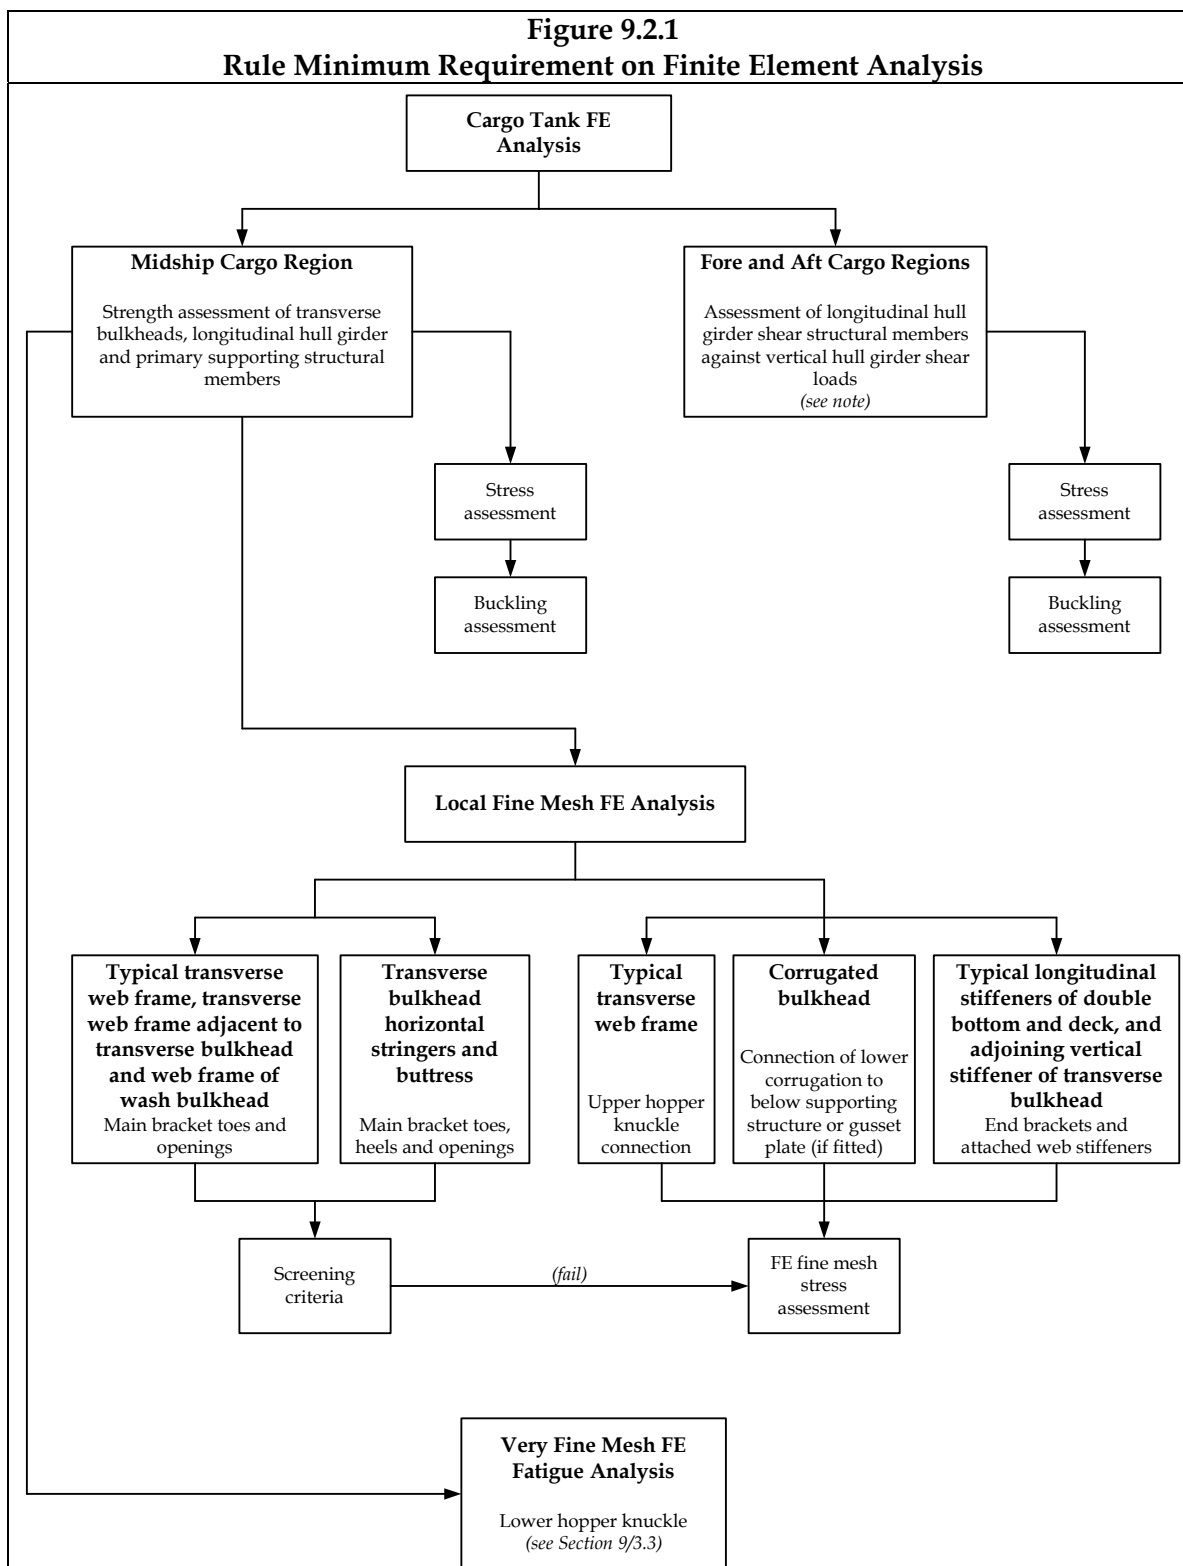 Figure 9.2.1
Rule Minimum Requirement on Finite Element Analysis
Cargo Tank FE
Analysis
Midship Cargo Region
Strength assessment of transverse
bulkheads, longitudinal hull girder
and primary supporting structural
members
Fore and Aft Cargo Regions
Assessment of longitudinal hull
girder shear structural members
against vertical hull girder shear
loads
(see note)
Stress
assessment
Stress
assessment
Buckling
assessment
Buckling
assessment
Local Fine Mesh FE Analysis
Typical transverse
web frame, transverse
web frame adjacent to
transverse bulkhead
and web frame of
wash bulkhead
Main bracket toes and
openings
Transverse
bulkhead
horizontal
stringers and
buttress
Main bracket toes,
heels and openings
Typical
transverse
web frame
Upper hopper
knuckle
connection
Corrugated
bulkhead
Connection of lower
corrugation to
below supporting
structure or gusset
plate (if fitted)
Typical longitudinal
stiffeners of double
bottom and deck, and
adjoining vertical
stiffener of transverse
bulkhead
End brackets and
attached web stiffeners
Screening
criteria
(fail)
FE fine mesh
stress
assessment
Very Fine Mesh FE
Fatigue Analysis
Lower hopper knuckle
(see Section 9/3.3)